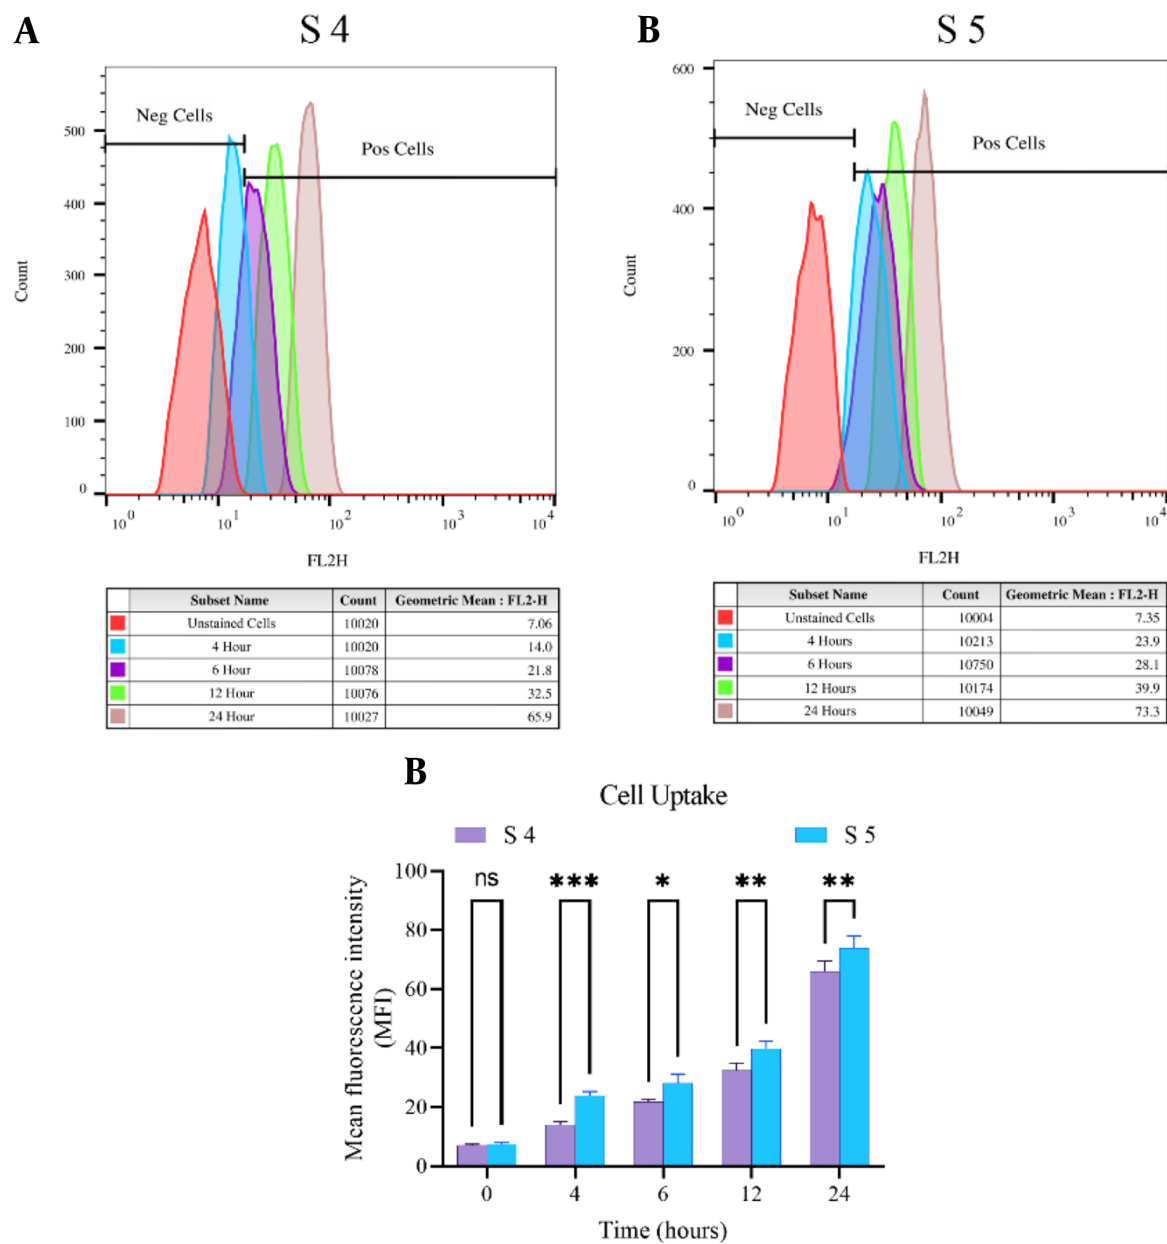 A
S 4
Neg Cells
Pos Cells
500
400
300
200
100
0
Count
10^0
10^1
10^2
10^3
10^4
FL2H
Subset Name Count Geometric Mean : FL2-H
Unstained Cells 10020 7.06
4 Hour 10020 14.0
6 Hour 10078 21.8
12 Hour 10076 32.5
24 Hour 10027 65.9
B
S 5
Neg Cells
Pos Cells
600
400
200
0
Count
10^0
10^1
10^2
10^3
10^4
FL2H
Subset Name Count Geometric Mean : FL2-H
Unstained Cells 10004 7.35
4 Hours 10213 23.9
6 Hours 10750 28.1
12 Hours 10174 39.9
24 Hours 10049 73.3
B
Cell Uptake
S 4
S 5
ns
***
*
**
**
100
80
60
40
20
0
Mean fluorescence intensity
(MFI)
0 4 6 12 24
Time (hours)